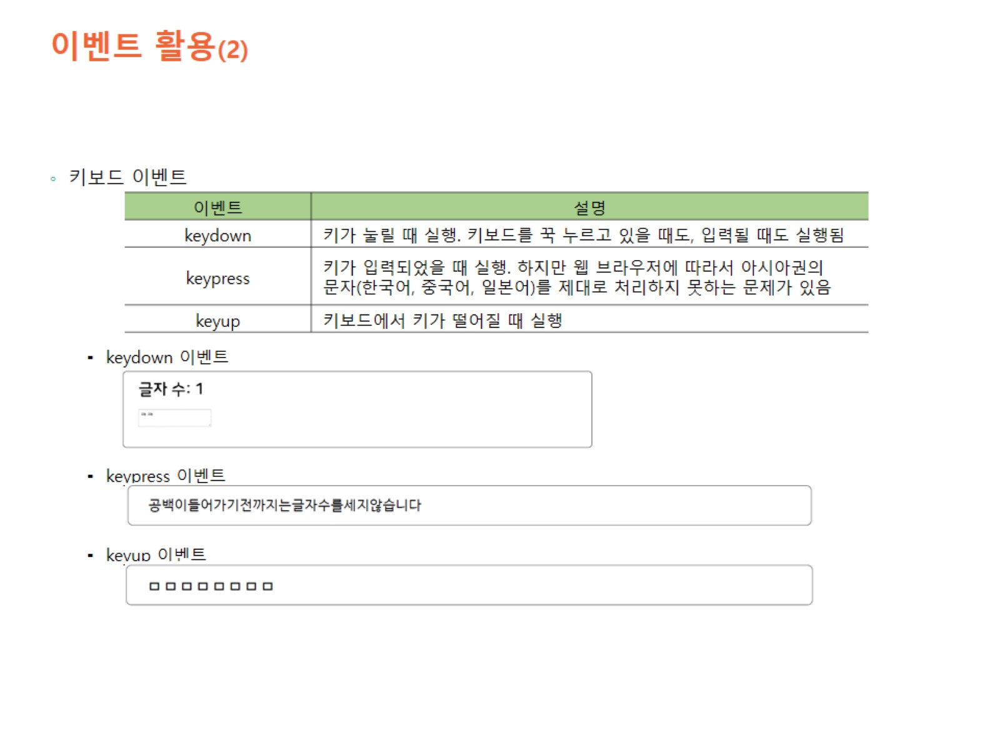 이벤트 활용(2)
키보드 이벤트
이벤트 설명
keydown 키가 눌릴 때 실행. 키보드를 꾹 누르고 있을 때도, 입력될 때도 실행됨
keypress 키가 입력되었을 때 실행. 하지만 웹 브라우저에 따라서 아시아권의
문자(한국어, 중국어, 일본어)를 제대로 처리하지 못하는 문제가 있음
keyup 키보드에서 키가 떨어질 때 실행
keydown 이벤트
글자 수: 1
keypress 이벤트
공백이들어가기전까지는글자수를세지않습니다
keyup 이벤트
ㅁㅁㅁㅁㅁㅁㅁㅁ